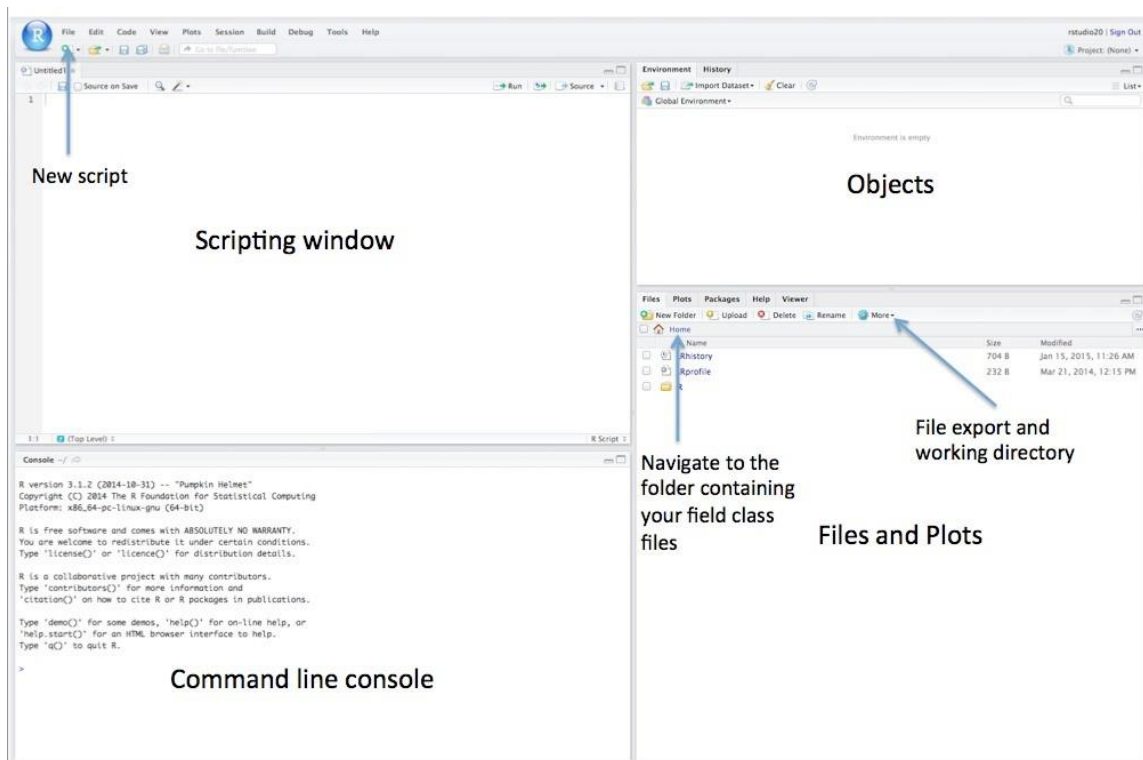 R
File Edit Code View Plots Session Build Debug Tools Help
rstudio20 | Sign Out
Go to file/function
Project: (None)
Untitled1
Source on Save
Run
Source
1
New script
Scripting window
1:1
(Top Level)
R Script
Environment History
Import Dataset
Clear
List
Global Environment
Environment is empty
Objects
Files Plots Packages Help Viewer
New Folder Upload Delete Rename More
Home
Name Size Modified
.Rhistory 704 B Jan 15, 2015, 11:26 AM
.Rprofile 232 B Mar 21, 2014, 12:15 PM
R
File export and
working directory
Navigate to the
folder containing
your field class
files
Files and Plots
Console ~/
R version 3.1.2 (2014-10-31) -- "Pumpkin Helmet"
Copyright (C) 2014 The R Foundation for Statistical Computing
Platform: x86_64-pc-linux-gnu (64-bit)
R is free software and comes with ABSOLUTELY NO WARRANTY.
You are welcome to redistribute it under certain conditions.
Type 'license()' or 'licence()' for distribution details.
R is a collaborative project with many contributors.
Type 'contributors()' for more information and
'citation()' on how to cite R or R packages in publications.
Type 'demo()' for some demos, 'help()' for on-line help, or
'help.start()' for an HTML browser interface to help.
Type 'q()' to quit R.
>
Command line console